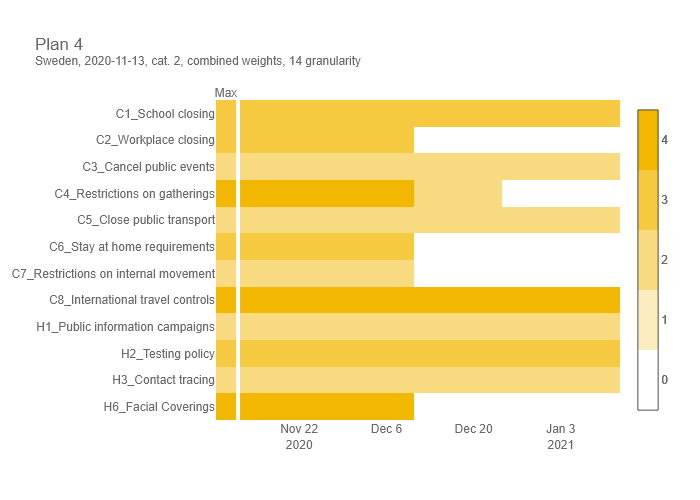 Plan 4
Sweden, 2020-11-13, cat. 2, combined weights, 14 granularity
Max
C1_School closing
C2_Workplace closing
C3_Cancel public events
C4_Restrictions on gatherings
C5_Close public transport
C6_Stay at home requirements
C7_Restrictions on internal movement
C8_International travel controls
H1_Public information campaigns
H2_Testing policy
H3_Contact tracing
H6_Facial Coverings
Nov 22 Dec 6 Dec 20 Jan 3
2020 2021
4
3
2
1
0